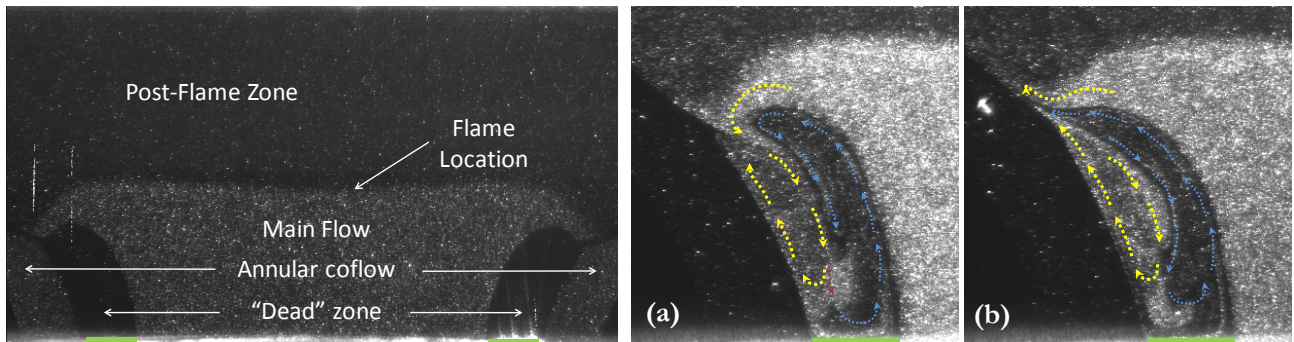 Post-Flame Zone
Flame
Location
Main Flow
Annular coflow
“Dead” zone
(a)
(b)